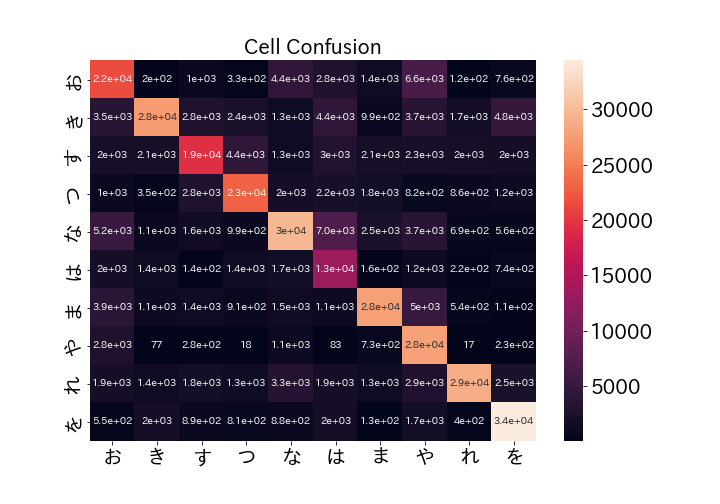 Cell Confusion
お 2.2e+04 2e+02 1e+03 3.3e+02 4.4e+03 2.8e+03 1.4e+03 6.6e+03 1.2e+02 7.6e+02
き 3.5e+03 2.8e+04 2.8e+03 2.4e+03 1.3e+03 4.4e+03 9.9e+02 3.7e+03 1.7e+03 4.8e+03
す 2e+03 2.1e+03 1.9e+04 4.4e+03 1.3e+03 3e+03 2.1e+03 2.3e+03 2e+03 2e+03
つ 1e+03 3.5e+02 2.8e+03 2.3e+04 2e+03 2.2e+03 1.8e+03 8.2e+02 8.6e+02 1.2e+03
な 5.2e+03 1.1e+03 1.6e+03 9.9e+02 3e+04 7.0e+03 2.5e+03 3.7e+03 6.9e+02 5.6e+02
は 2e+03 1.4e+03 1.4e+02 1.4e+03 1.7e+03 1.3e+04 1.6e+02 1.2e+03 2.2e+02 7.4e+02
ま 3.9e+03 1.1e+03 1.4e+03 9.1e+02 1.5e+03 1.1e+03 2.8e+04 5e+03 5.4e+02 1.1e+02
や 2.8e+03 77 2.8e+02 18 1.1e+03 83 7.3e+02 2.8e+04 17 2.3e+02
れ 1.9e+03 1.4e+03 1.8e+03 1.3e+03 3.3e+03 1.9e+03 1.3e+03 2.9e+03 2.9e+04 2.5e+03
を 5.5e+02 2e+03 8.9e+02 8.1e+02 8.8e+02 2e+03 1.3e+02 1.7e+03 4e+02 3.4e+04
お き す つ な は ま や れ を
30000
25000
20000
15000
10000
5000